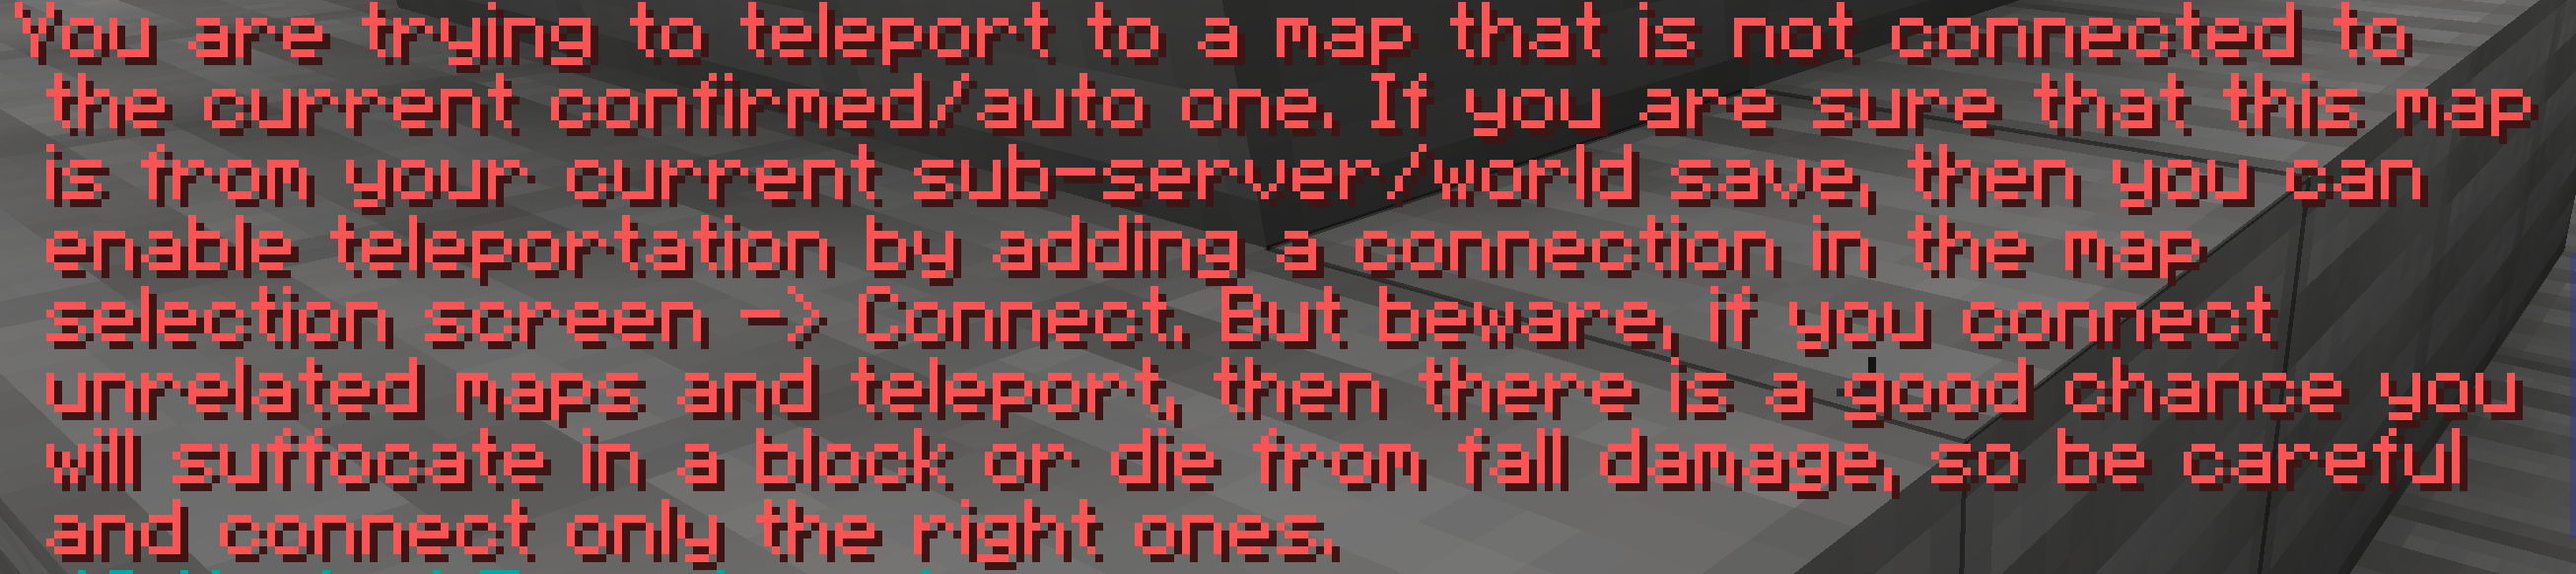 You are trying to teleport to a map that is not connected to
the current confirmed/auto one. If you are sure that this map
is from your current sub-server/world save, then you can
enable teleportation by adding a connection in the map
selection screen -> Connect. But beware, if you connect
unrelated maps and teleport, then there is a good chance you
will suffocate in a block or die from fall damage, so be careful
and connect only the right ones.